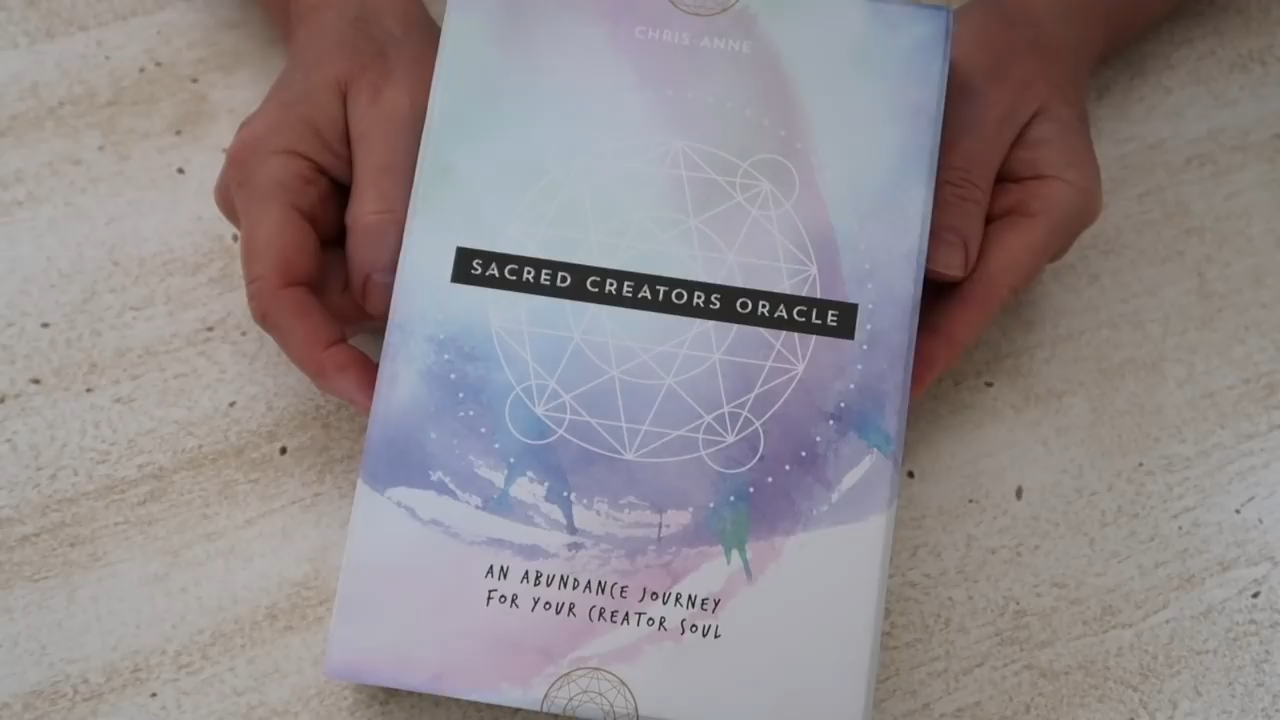 CHRIS-ANNE
SACRED CREATORS ORACLE
AN ABUNDANCE JOURNEY
FOR YOUR CREATOR SOUL